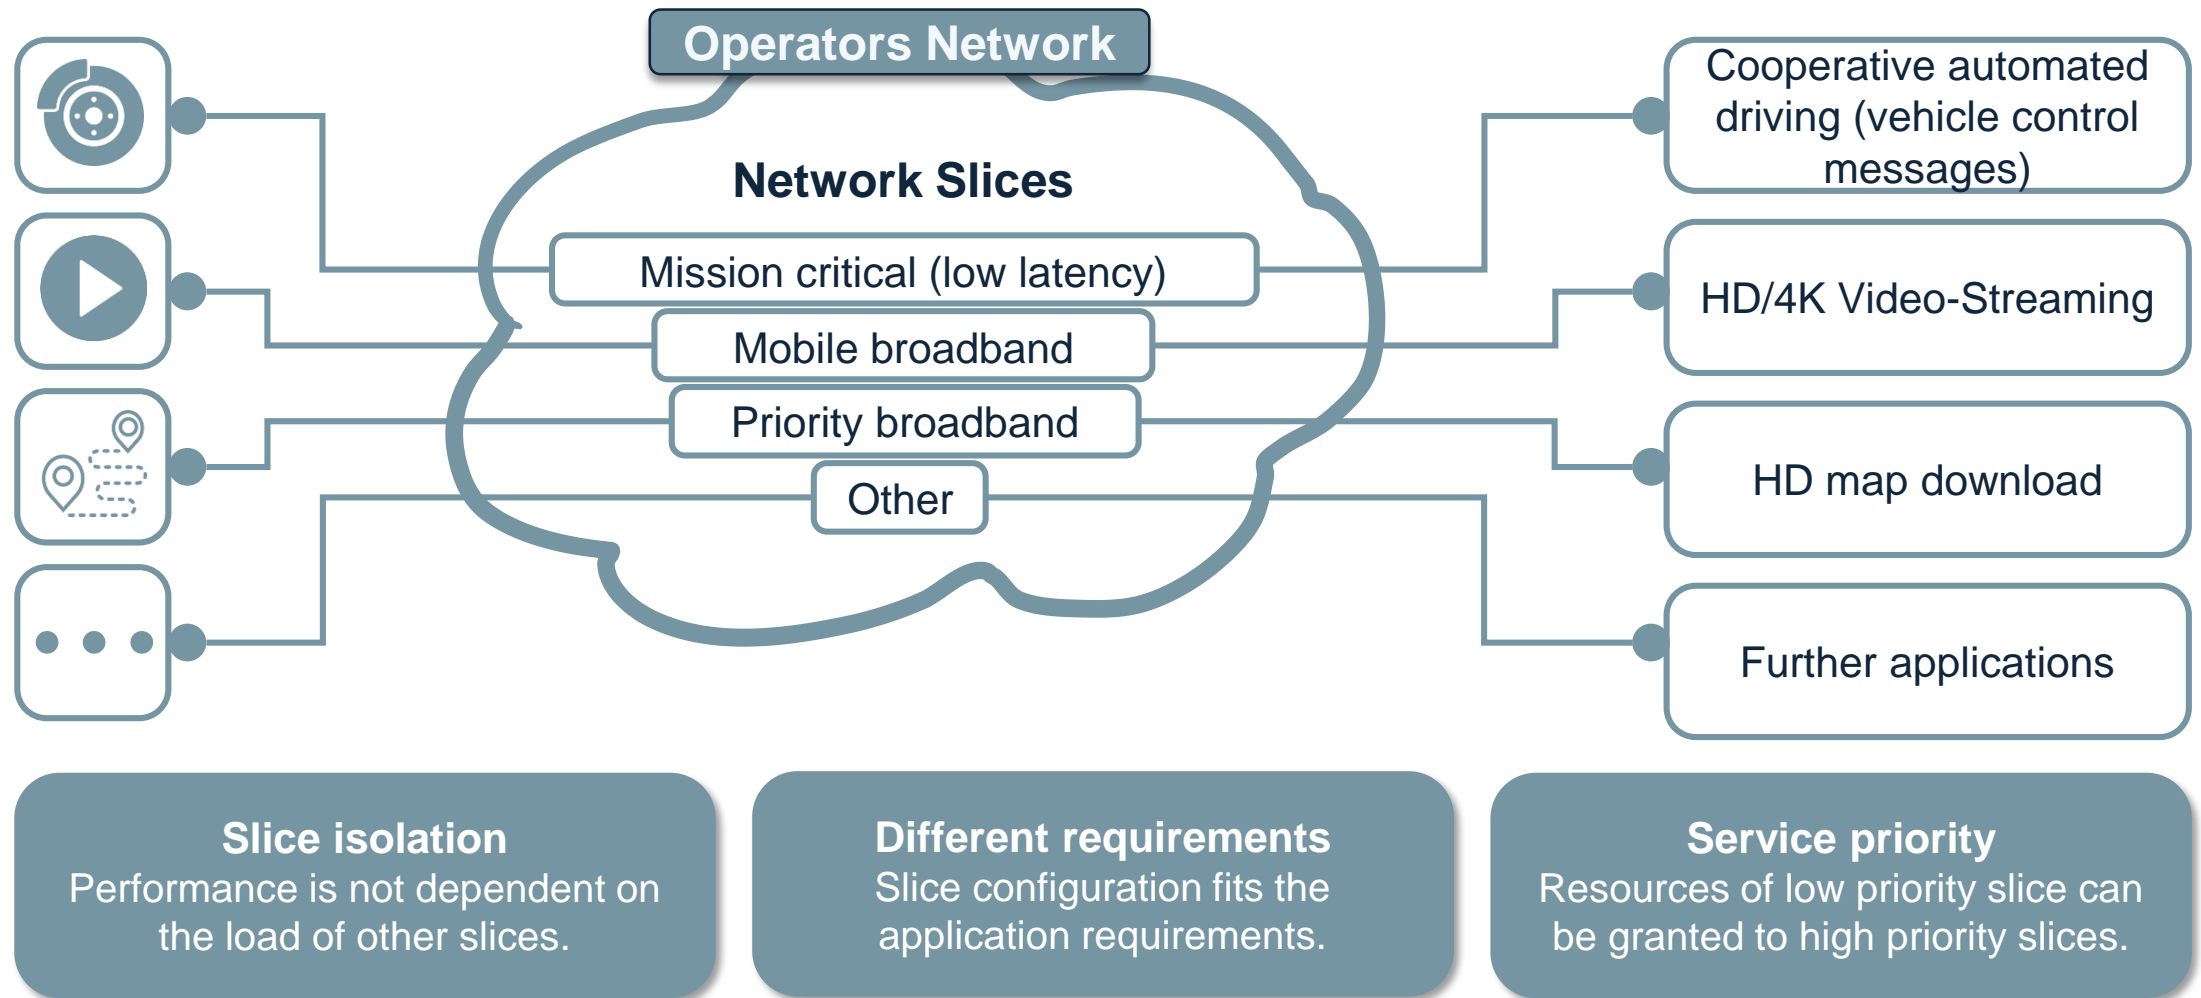 Operators Network
Network Slices
Mission critical (low latency)
Mobile broadband
Priority broadband
Other
Cooperative automated
driving (vehicle control
messages)
HD/4K Video-Streaming
HD map download
Further applications
Slice isolation
Performance is not dependent on
the load of other slices.
Different requirements
Slice configuration fits the
application requirements.
Service priority
Resources of low priority slice can
be granted to high priority slices.